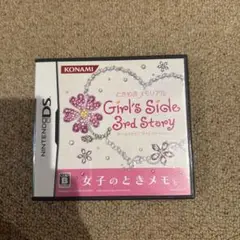 KONAMI
NINTENDO DS
ときめきメモリアル
Girl's Side
3rd Story
B
女子のときメモ。